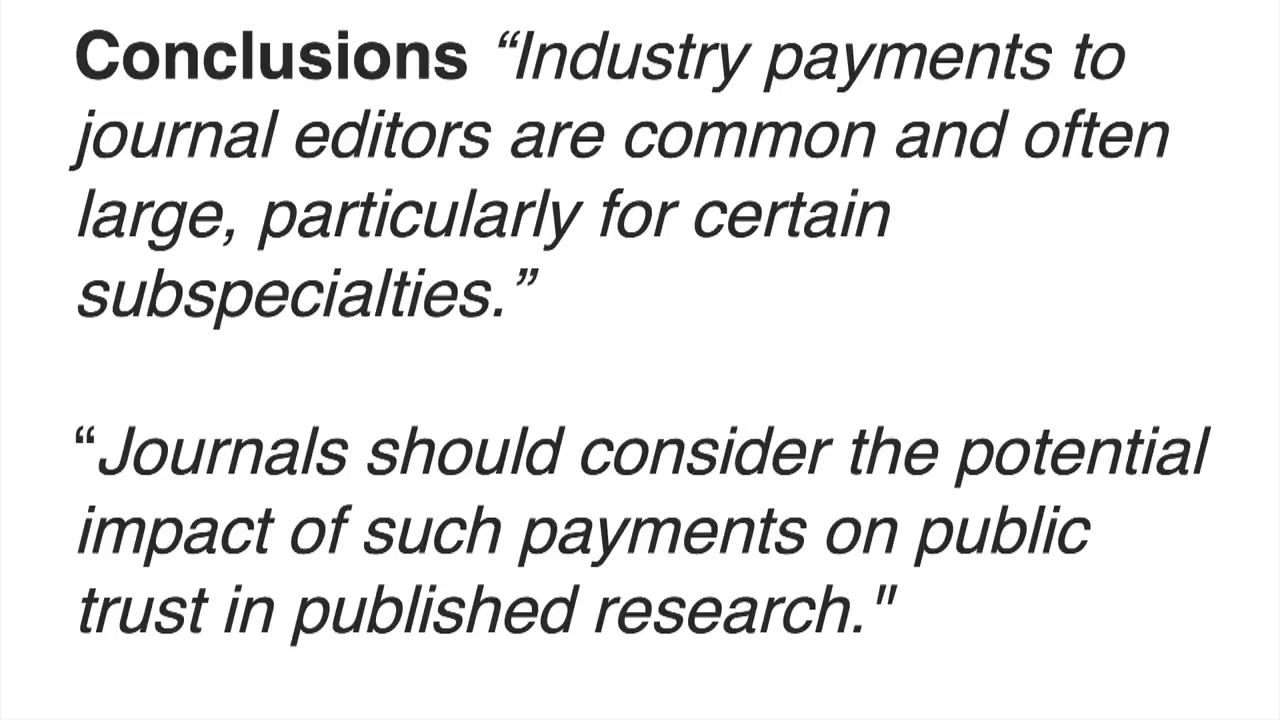 Conclusions “Industry payments to
journal editors are common and often
large, particularly for certain
subspecialties.”
“Journals should consider the potential
impact of such payments on public
trust in published research."